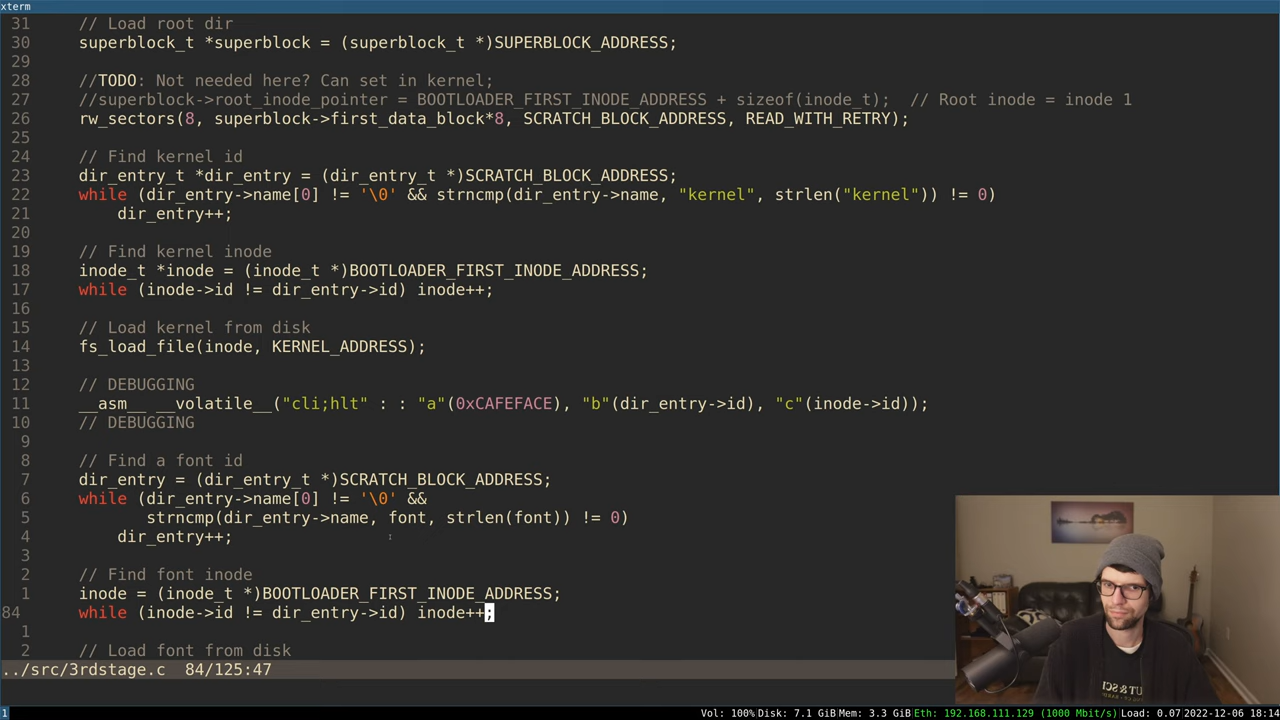 xterm
31 // Load root dir
30 superblock_t *superblock = (superblock_t *)SUPERBLOCK_ADDRESS;
29
28 //TODO: Not needed here? Can set in kernel;
27 //superblock->root_inode_pointer = BOOTLOADER_FIRST_INODE_ADDRESS + sizeof(inode_t);  // Root inode = inode 1
26 rw_sectors(8, superblock->first_data_block*8, SCRATCH_BLOCK_ADDRESS, READ_WITH_RETRY);
25
24 // Find kernel id
23 dir_entry_t *dir_entry = (dir_entry_t *)SCRATCH_BLOCK_ADDRESS;
22 while (dir_entry->name[0] != '\0' && strncmp(dir_entry->name, "kernel", strlen("kernel")) != 0)
21     dir_entry++;
20
19 // Find kernel inode
18 inode_t *inode = (inode_t *)BOOTLOADER_FIRST_INODE_ADDRESS;
17 while (inode->id != dir_entry->id) inode++;
16
15 // Load kernel from disk
14 fs_load_file(inode, KERNEL_ADDRESS);
13
12 // DEBUGGING
11 __asm__ __volatile__("cli;hlt" : : "a"(0xCAFEFACE), "b"(dir_entry->id), "c"(inode->id));
10 // DEBUGGING
9
8 // Find a font id
7 dir_entry = (dir_entry_t *)SCRATCH_BLOCK_ADDRESS;
6 while (dir_entry->name[0] != '\0' &&
5        strncmp(dir_entry->name, font, strlen(font)) != 0)
4     dir_entry++;
3
2 // Find font inode
1 inode = (inode_t *)BOOTLOADER_FIRST_INODE_ADDRESS;
84 while (inode->id != dir_entry->id) inode++;
1
2 // Load font from disk
../src/3rdstage.c  84/125:47
1 Vol: 100% Disk: 7.1 GiB Mem: 3.3 GiB Eth: 192.168.111.129 (1000 Mbit/s) Load: 0.07 2022-12-06 18:14